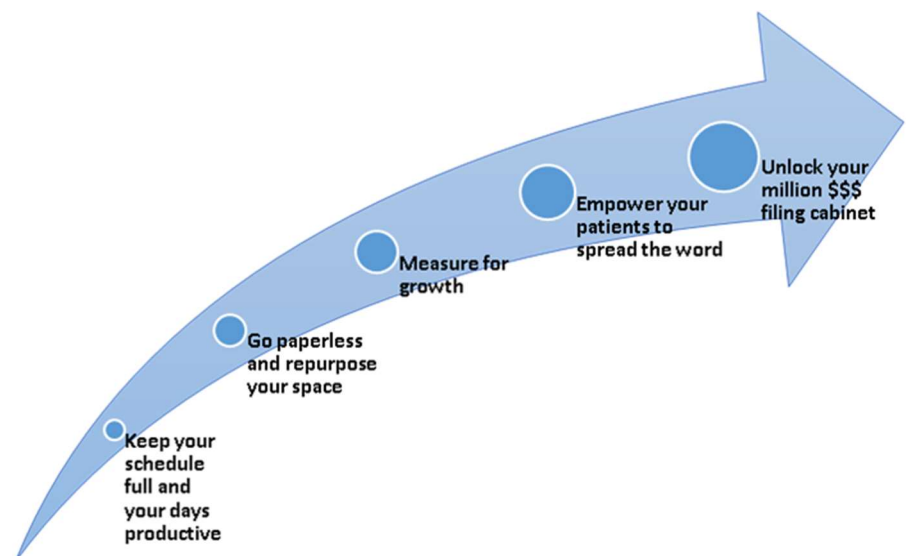 Unlock your
million $$$
filing cabinet
Empower your
patients to
spread the word
Measure for
growth
Go paperless
and repurpose
your space
Keep your
schedule
full and
your days
productive